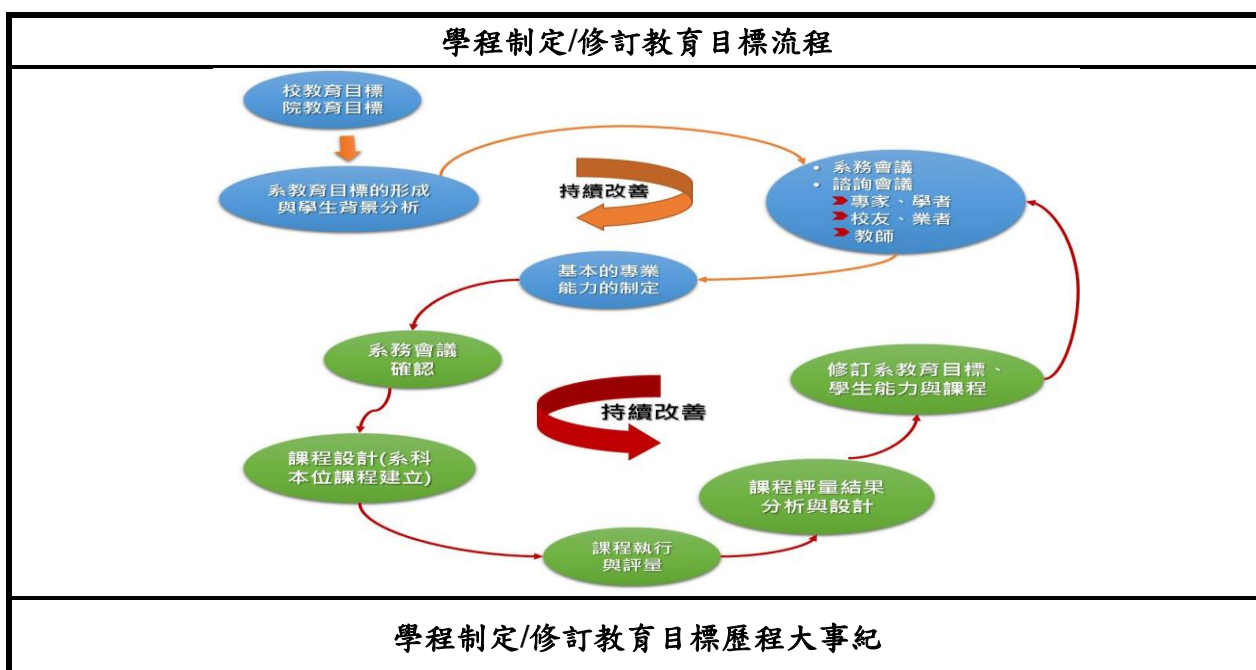 學程制定/修訂教育目標流程
校教育目標
院教育目標
系教育目標的形成
與學生背景分析
持續改善
• 系務會議
• 諮詢會議
專家、學者
校友、業者
教師
基本的專業
能力的制定
系務會議
確認
課程設計(系科
本位課程建立)
課程執行
與評量
課程評量結果
分析與設計
修訂系教育目標、
學生能力與課程
持續改善
學程制定/修訂教育目標歷程大事紀